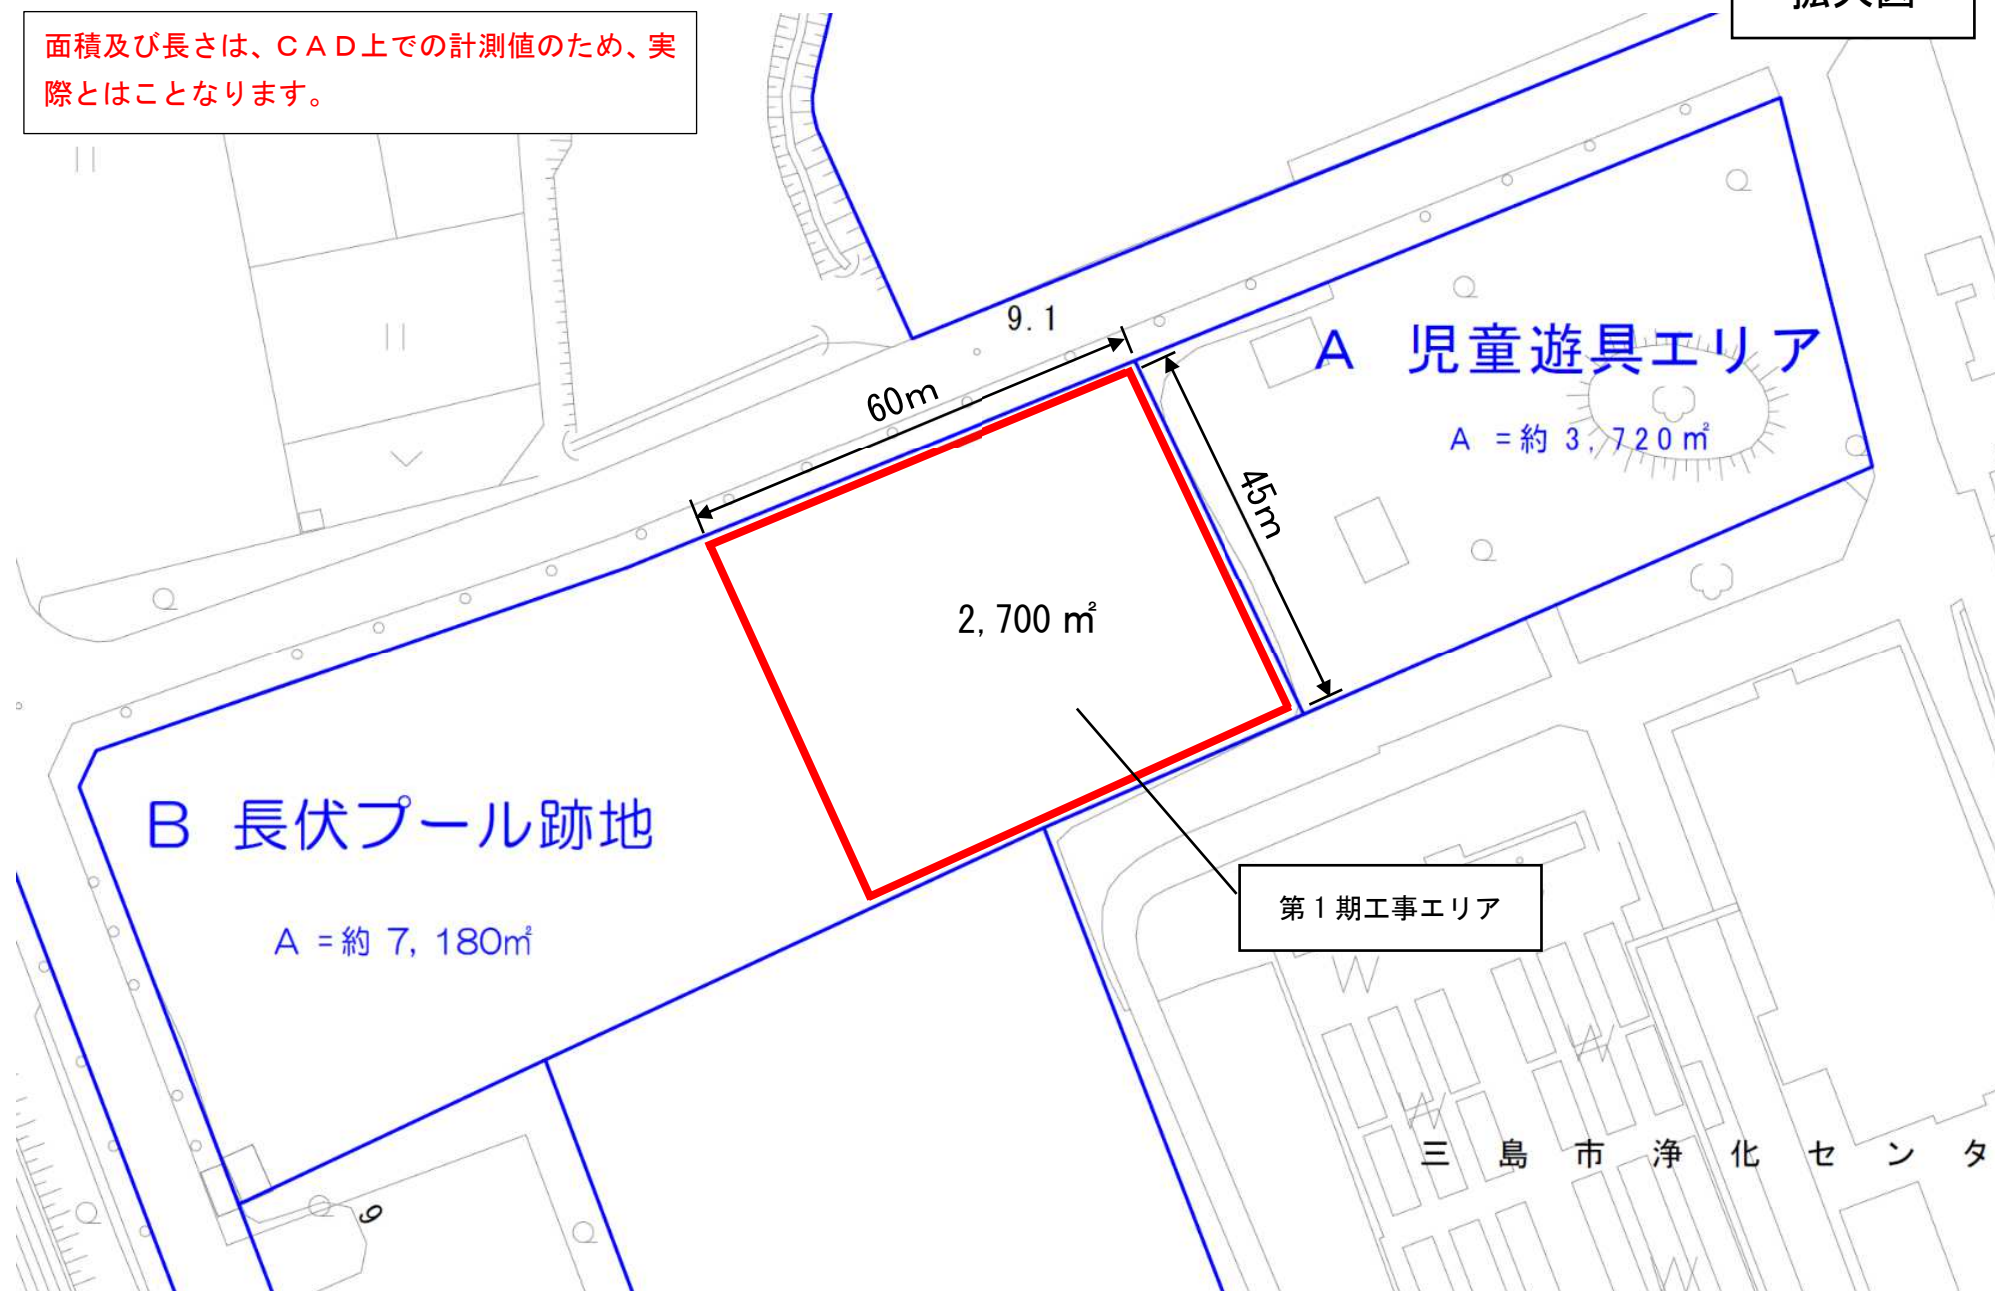 面積及び長さは、ＣＡＤ上での計測値のため、実
際とはことなります。
拡大図
9.1
60m
A 児童遊具エリア
A =約 3,720㎡
45m
2,700 ㎡
B 長伏プール跡地
A =約 7,180㎡
第1期工事エリア
三島市浄化センタ
9